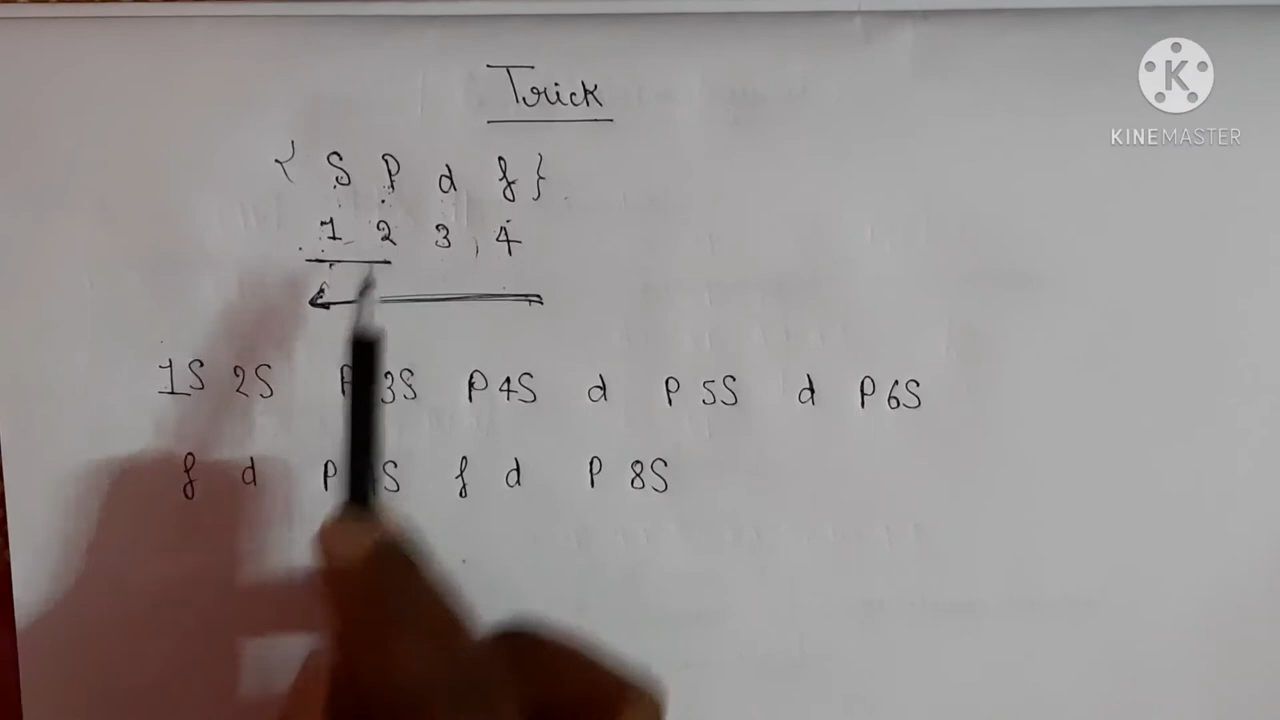 Trick
{ S P d f }
1 2 3, 4
1S 2S P 3S P 4S d P 5S d P 6S
f d P S f d P 8S
KINEMASTER